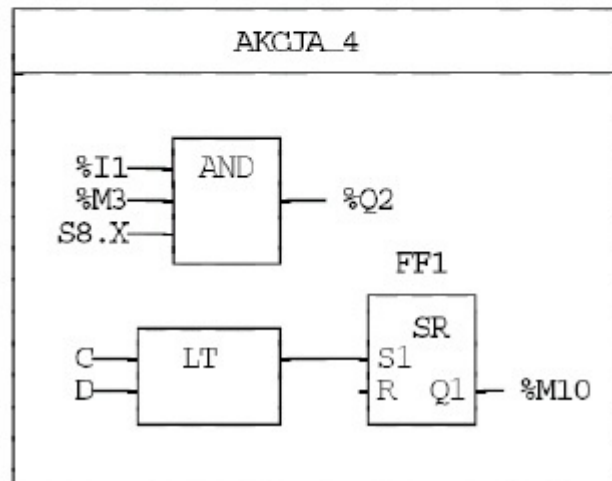 AKCJA_4
%I1 AND
%M3 %Q2
S8.X
FF1
SR
C LT S1
D R Q1 %M10